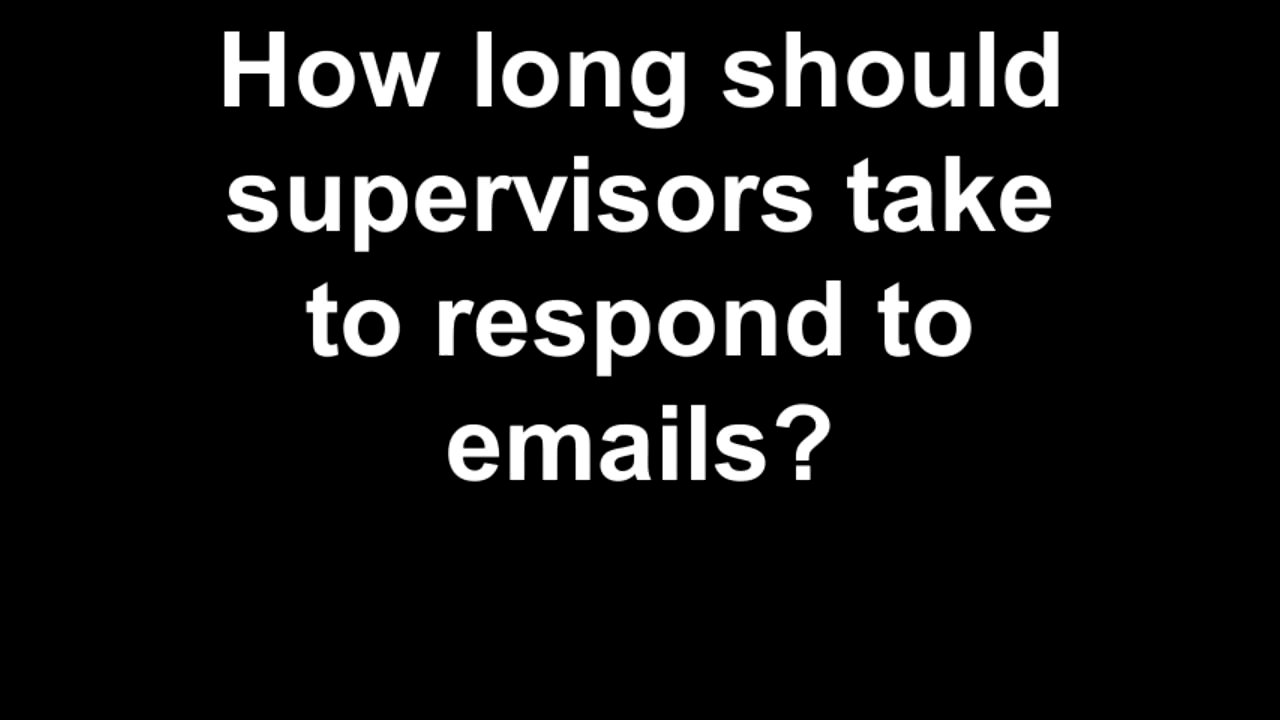 How long should
supervisors take
to respond to
emails?